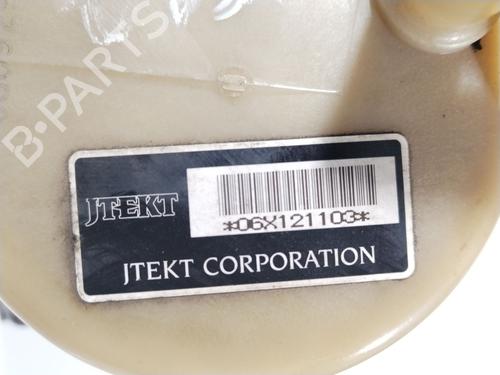 B-PARTS
JTEKT
*06X121103*
JTEKT CORPORATION